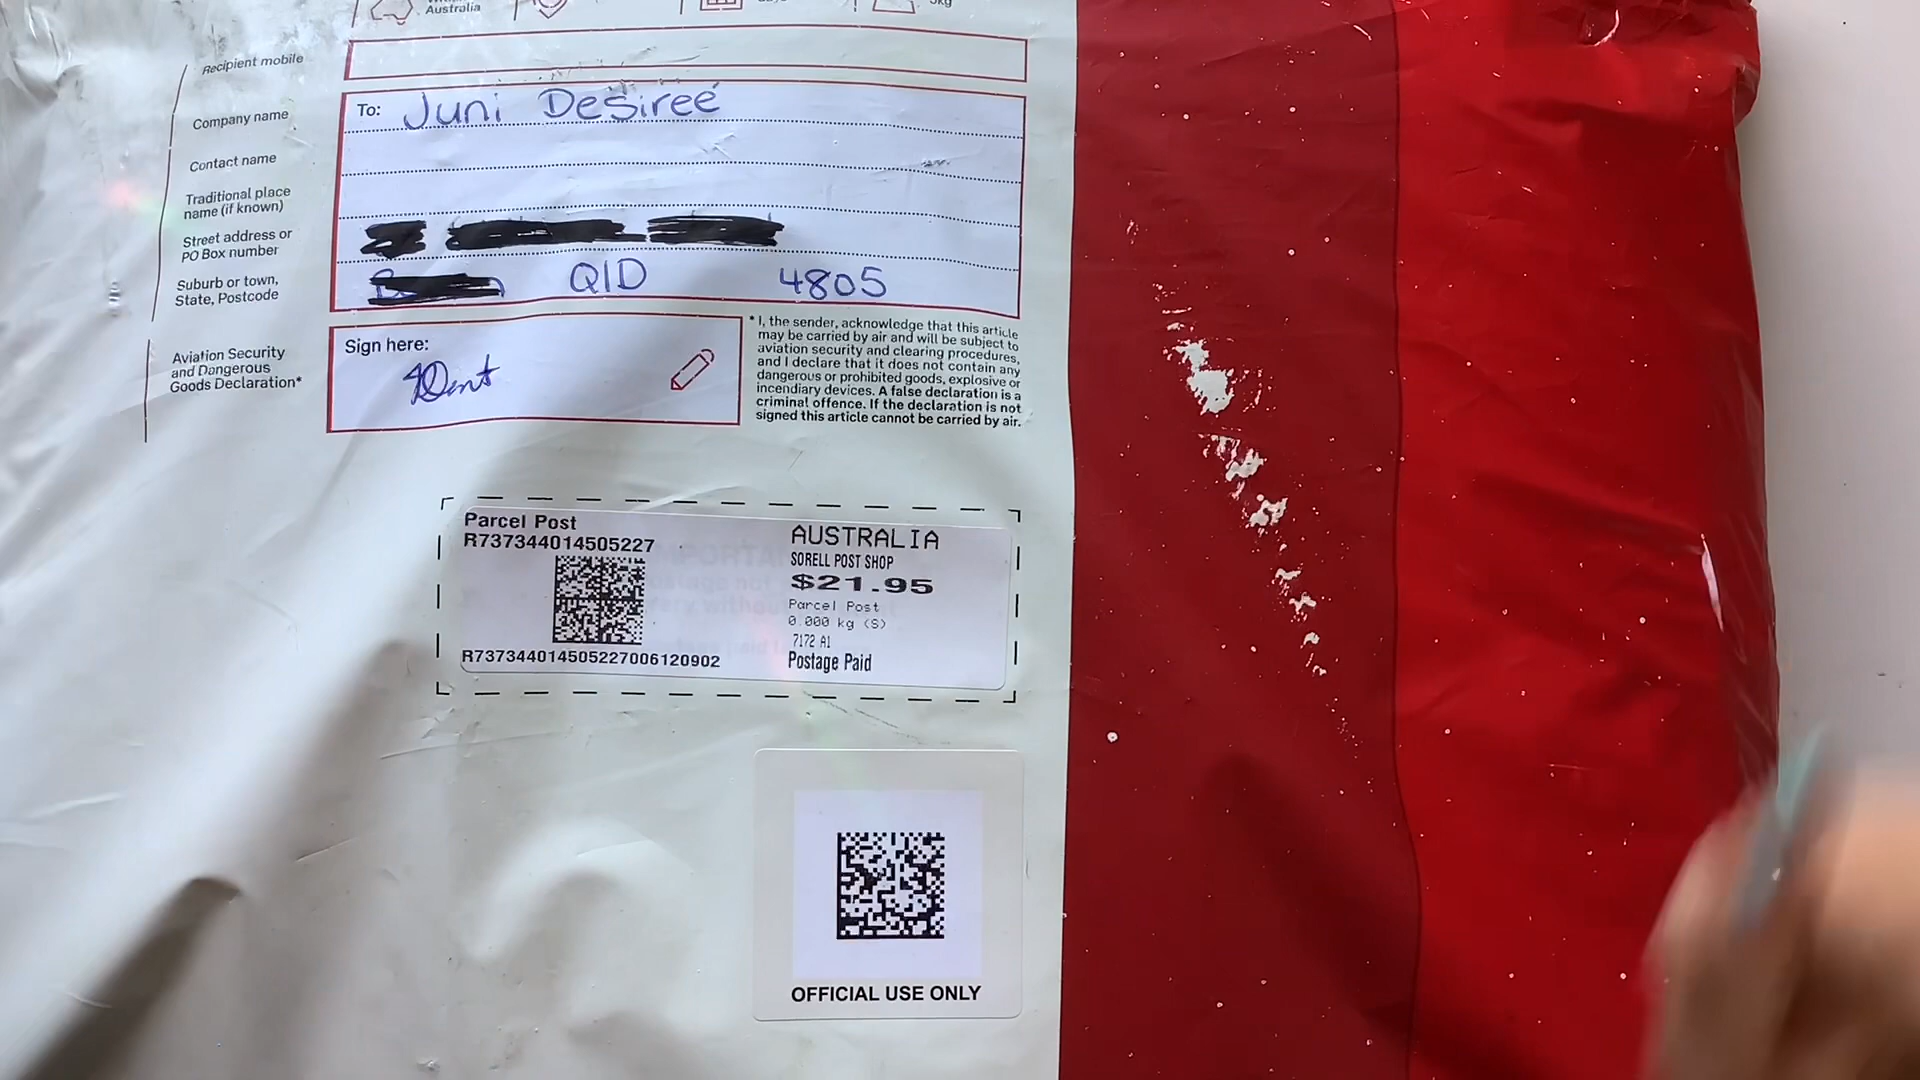 Australia
5kg
Recipient mobile
Company name
To: Juni Desireé
Contact name
Traditional place
name (if known)
Street address or
PO Box number
Suburb or town,
State, Postcode
QLD 4805
Aviation Security
and Dangerous
Goods Declaration*
Sign here:
* I, the sender, acknowledge that this article
may be carried by air and will be subject to
aviation security and clearing procedures,
and I declare that it does not contain any
dangerous or prohibited goods, explosive or
incendiary devices. A false declaration is a
criminal offence. If the declaration is not
signed this article cannot be carried by air.
Parcel Post
R737344014505227
R737344014505227006120902
AUSTRALIA
SORELL POST SHOP
$21.95
Parcel Post
0.000 kg (S)
7172 A1
Postage Paid
OFFICIAL USE ONLY